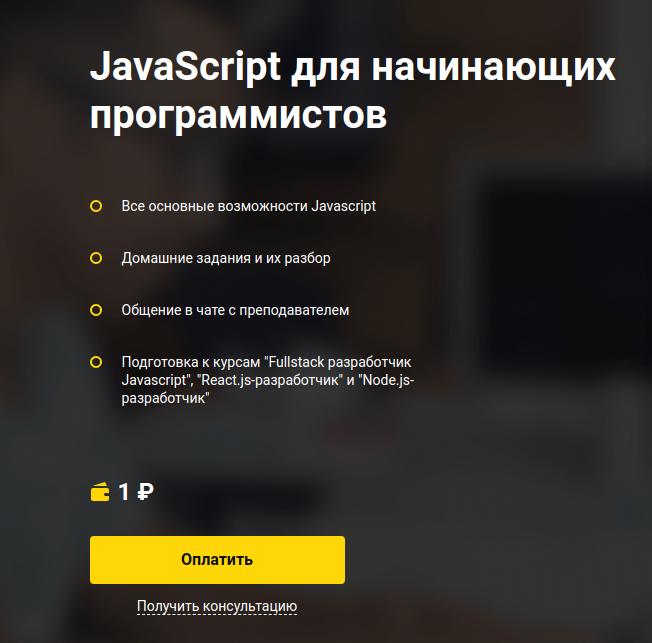 JavaScript для начинающих
программистов
Все основные возможности Javascript
Домашние задания и их разбор
Общение в чате с преподавателем
Подготовка к курсам "Fullstack разработчик
Javascript", "React.js-разработчик" и "Node.js-
разработчик"
1 ₽
Оплатить
Получить консультацию